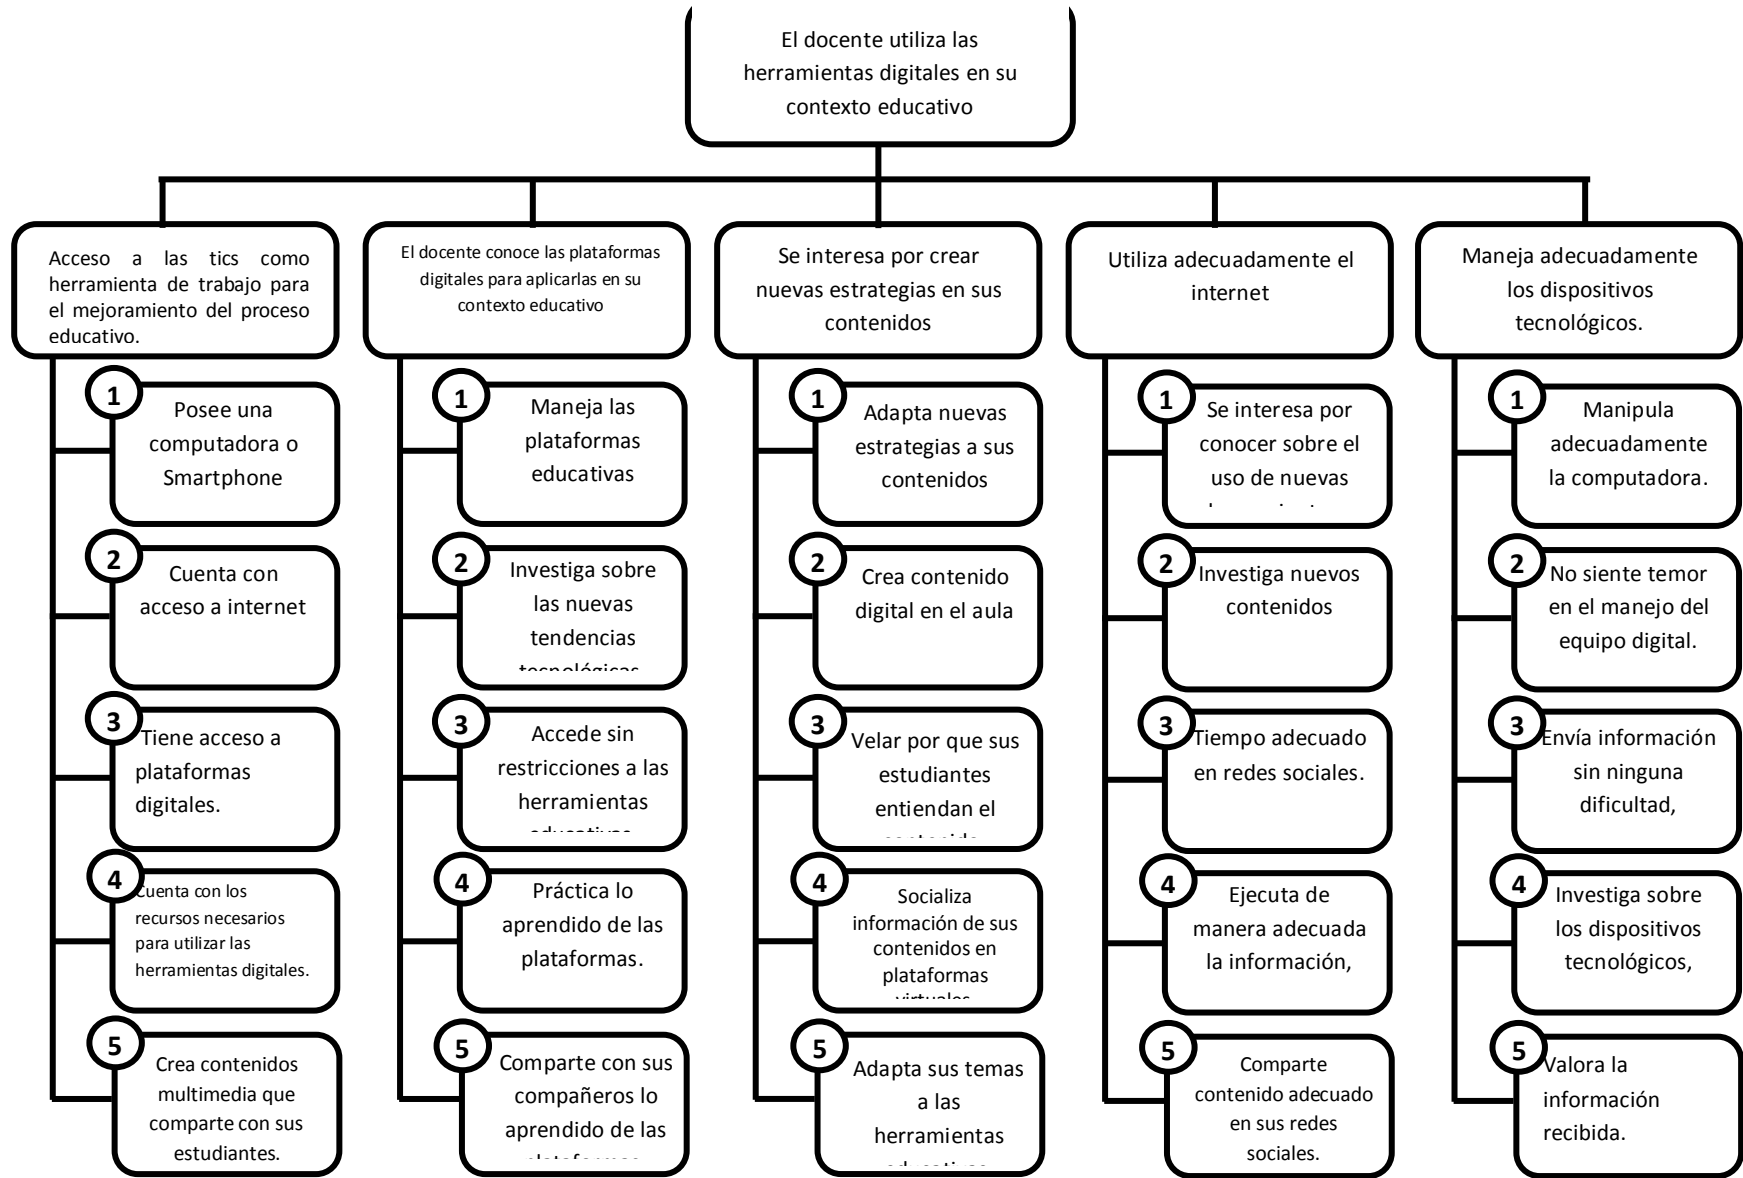 El docente utiliza las
herramientas digitales en su
contexto educativo
Acceso a las tics como
herramienta de trabajo para
el mejoramiento del proceso
educativo.
1
Posee una
computadora o
Smartphone
2
Cuenta con
acceso a internet
3
Tiene acceso a
plataformas
digitales.
4
Cuenta con los
recursos necesarios
para utilizar las
herramientas digitales.
5
Crea contenidos
multimedia que
comparte con sus
estudiantes.
El docente conoce las plataformas
digitales para aplicarlas en su
contexto educativo
1
Maneja las
plataformas
educativas
2
Investiga sobre
las nuevas
tendencias
tecnológicas
3
Accede sin
restricciones a las
herramientas
4
Práctica lo
aprendido de las
plataformas.
5
Comparte con sus
compañeros lo
aprendido de las
Se interesa por crear
nuevas estrategias en sus
contenidos
1
Adapta nuevas
estrategias a sus
contenidos
2
Crea contenido
digital en el aula
3
Velar por que sus
estudiantes
entiendan el
4
Socializa
información de sus
contenidos en
plataformas
5
Adapta sus temas
a las
herramientas
Utiliza adecuadamente el
internet
1
Se interesa por
conocer sobre el
uso de nuevas
2
Investiga nuevos
contenidos
3
Tiempo adecuado
en redes sociales.
4
Ejecuta de
manera adecuada
la información,
5
Comparte
contenido adecuado
en sus redes
sociales.
Maneja adecuadamente
los dispositivos
tecnológicos.
1
Manipula
adecuadamente
la computadora.
2
No siente temor
en el manejo del
equipo digital.
3
Envía información
sin ninguna
dificultad,
4
Investiga sobre
los dispositivos
tecnológicos,
5
Valora la
información
recibida.